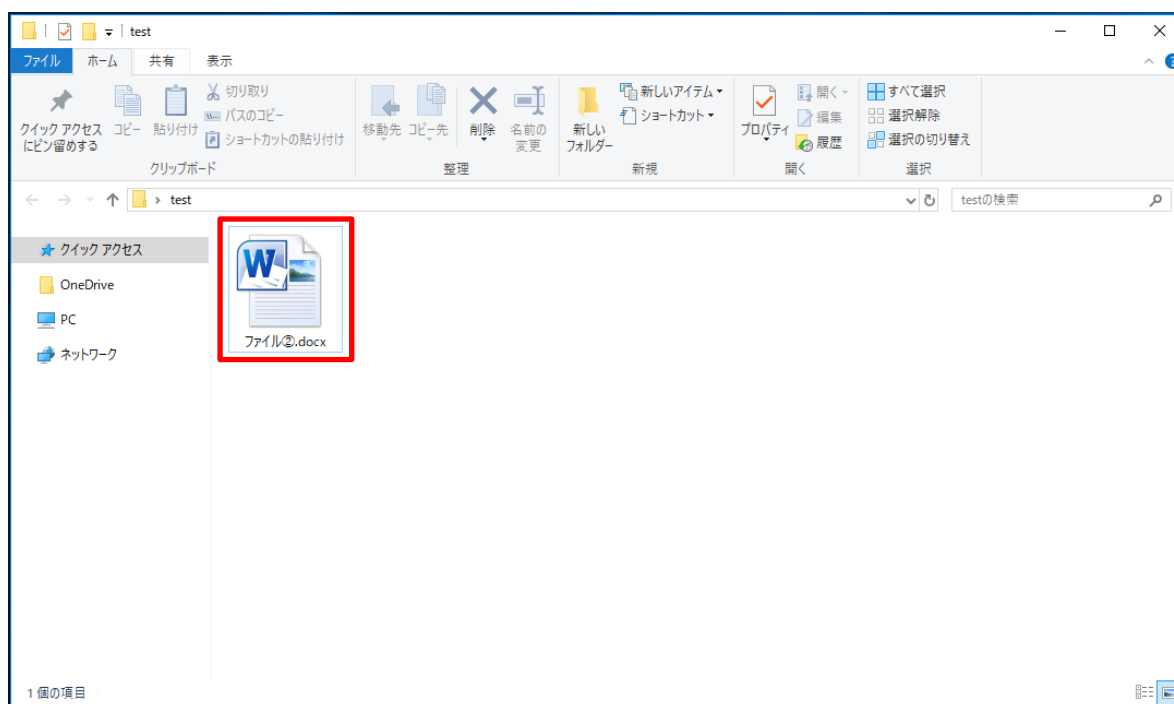 test
ファイル ホーム 共有 表示
クイック アクセス
にピン留めする
コピー
貼り付け
切り取り
パスのコピー
ショートカットの貼り付け
クリップボード
移動先
コピー先
削除
名前の
変更
整理
新しい
フォルダー
新しいアイテム
ショートカット
新規
プロパティ
開く
編集
履歴
開く
すべて選択
選択解除
選択の切り替え
選択
test
testの検索
クイック アクセス
OneDrive
PC
ネットワーク
W
ファイル②.docx
1 個の項目